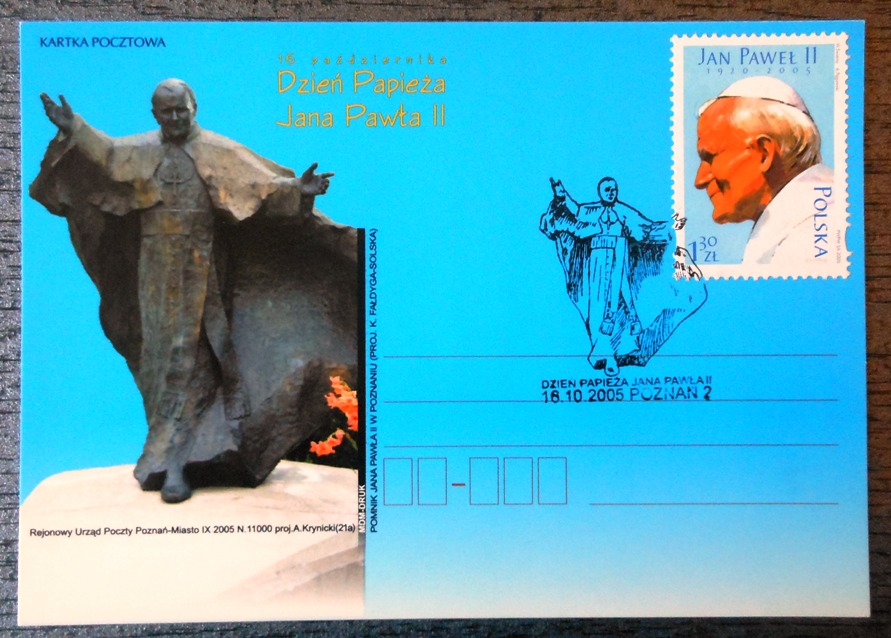 KARTKA POCZTOWA
16 października
Dzień Papieża
Jana Pawła II
JAN PAWEŁ II
1920-2005
POLSKA
1 30 ZŁ
DZIEŃ PAPIEŻA JANA PAWŁA II
16.10.2005 POZNAŃ 2
POMNIK JANA PAWŁA II W POZNANIU (PROJ. K. FAŁDYGA-SOLSKA)
MDM-DRUK
Rejonowy Urząd Poczty Poznań-Miasto IX 2005 N.11000 proj.A.Krynicki(21a)